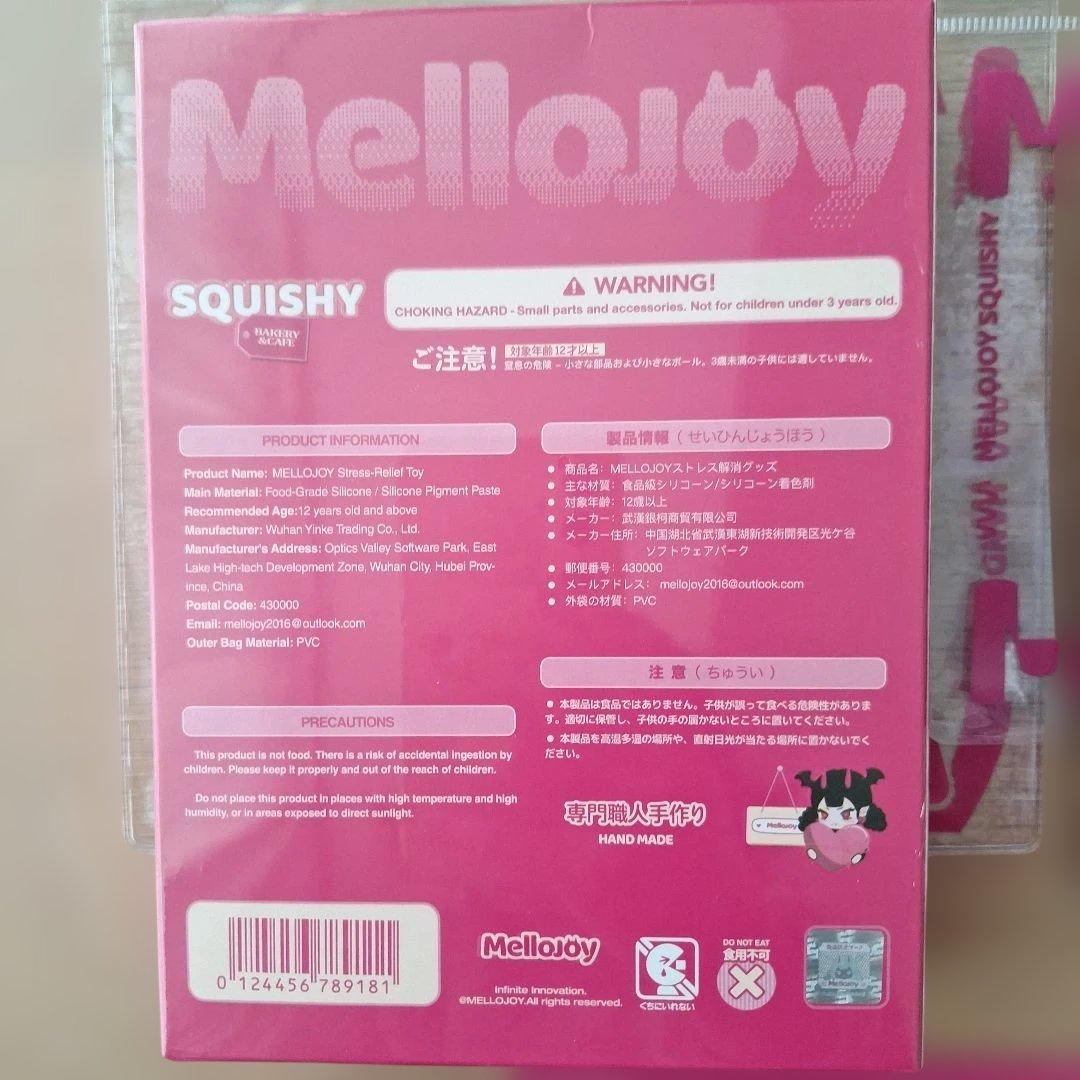 Mellojoy
SQUISHY
BAKERY
&CAFE
WARNING!
CHOKING HAZARD - Small parts and accessories. Not for children under 3 years old.
ご注意!
対象年齢12才以上
窒息の危険 - 小さな部品および小さなボール。3歳未満の子供には適していません。
PRODUCT INFORMATION
Product Name: MELLOJOY Stress-Relief Toy
Main Material: Food-Grade Silicone / Silicone Pigment Paste
Recommended Age:12 years old and above
Manufacturer: Wuhan Yinke Trading Co., Ltd.
Manufacturer's Address: Optics Valley Software Park, East
Lake High-tech Development Zone, Wuhan City, Hubei Prov-
ince, China
Postal Code: 430000
Email: mellojoy2016@outlook.com
Outer Bag Material: PVC
製品情報（せいひんじょうほう）
商品名：MELLOJOYストレス解消グッズ
主な材質：食品級シリコーン/シリコーン着色剤
対象年齢：12歳以上
メーカー：武漢銀柯商貿有限公司
メーカー住所：中国湖北省武漢東湖新技術開発区光ケ谷
ソフトウェアパーク
郵便番号：430000
メールアドレス： mellojoy2016@outlook.com
外袋の材質：PVC
PRECAUTIONS
This product is not food. There is a risk of accidental ingestion by
children. Please keep it properly and out of the reach of children.
Do not place this product in places with high temperature and high
humidity, or in areas exposed to direct sunlight.
注意（ちゅうい）
本製品は食品ではありません。子供が誤って食べる危険性がありま
す。適切に保管し、子供の手の届かないところに置いてください。
本製品を高温多湿の場所や、直射日光が当たる場所に置かないでく
ださい。
専門職人手作り
HAND MADE
Mellojoy
0 124456 789181
Mellojoy
Infinite Innovation.
@MELLOJOY.All rights reserved.
くちにいれない
DO NOT EAT
食用不可
Mellojoy
MELLOJOY SQUISHY